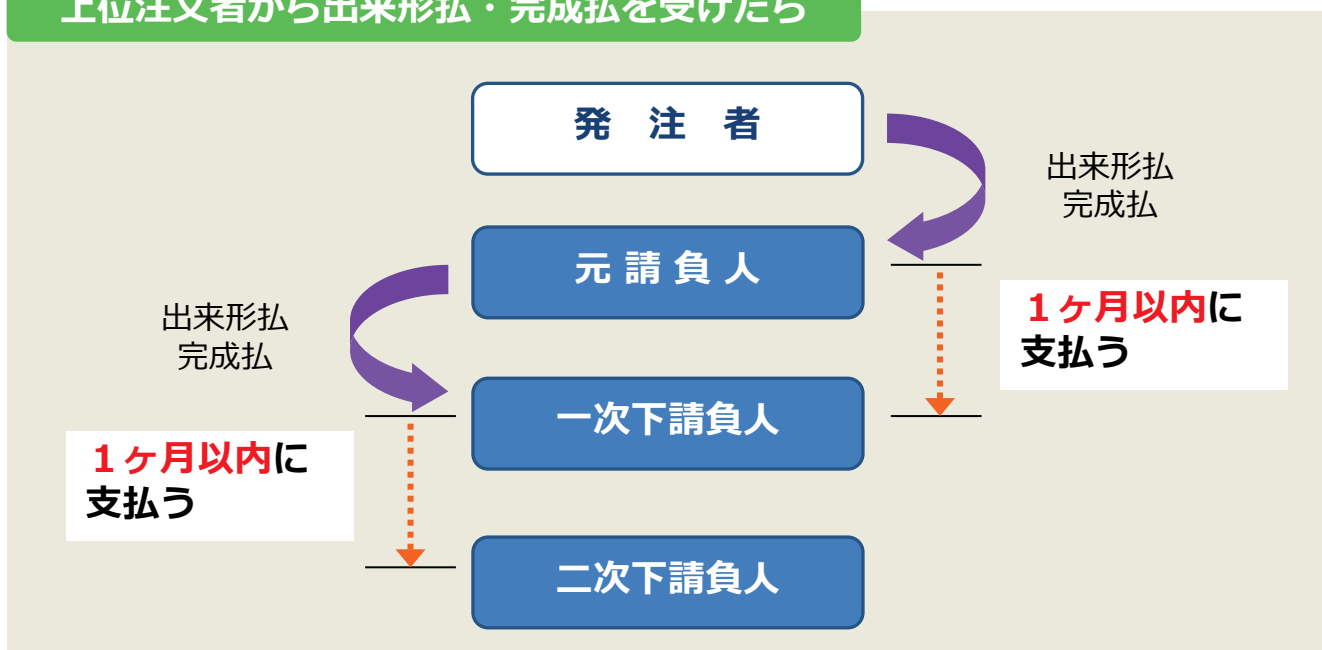 上位注文者から出来形払・完成払を受けたら
発　注　者
出来形払
完成払
元 請 負 人
１ヶ月以内に
支払う
出来形払
完成払
一次下請負人
１ヶ月以内に
支払う
二次下請負人